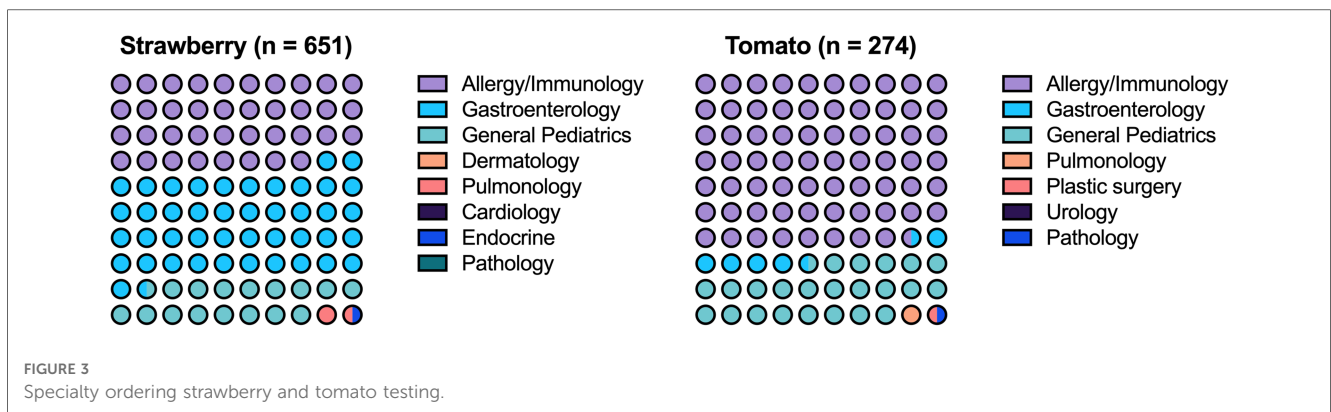 Strawberry (n = 651)
Allergy/Immunology
Gastroenterology
General Pediatrics
Dermatology
Pulmonology
Cardiology
Endocrine
Pathology
Tomato (n = 274)
Allergy/Immunology
Gastroenterology
General Pediatrics
Pulmonology
Plastic surgery
Urology
Pathology
FIGURE 3
Specialty ordering strawberry and tomato testing.